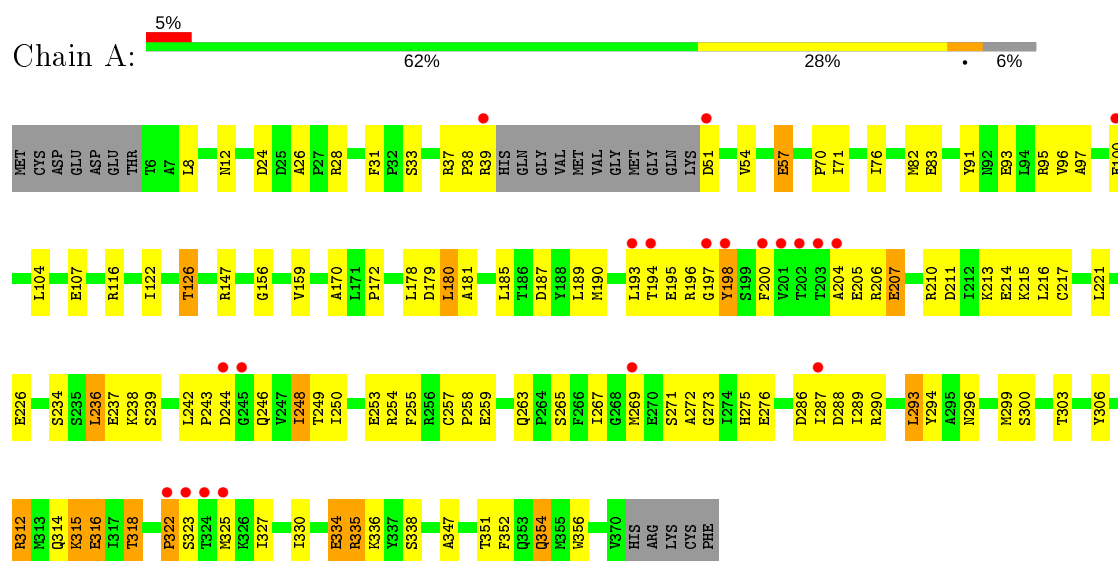 5%
Chain A:
62% 28% • 6%
MET CYS ASP GLU ASP GLU THR T6 A7 L8 N12 D24 D25 A26 P27 R28 F31 P32 S33 R37 P38 R39 HIS GLN GLY VAL MET VAL GLY MET GLY GLN LYS D51 V54 E57 P70 I71 I76 M82 E83 Y91 N92 E93 L94 R95 V96 A97 E100
L104 E107 R116 I122 T126 R147 G156 V159 A170 L171 P172 L178 D179 L180 A181 L185 T186 D187 Y188 L189 M190 L193 T194 E195 R196 G197 Y198 S199 F200 V201 T202 T203 A204 E205 R206 E207 R210 D211 I212 K213 E214 K215 L216 C217 L221
E226 S234 S235 L236 E237 K238 S239 L242 P243 D244 G245 Q246 V247 I248 T249 I250 E253 R254 F255 R256 C257 P258 E259 Q263 P264 S265 F266 I267 G268 M269 E270 S271 A272 G273 I274 H275 E276 D286 I287 D288 I289 R290 L293 Y294 A295 N296 M299 S300 T303 Y306
R312 M313 Q314 K315 E316 I317 T318 P322 S323 T324 M325 K326 I327 I330 E334 R335 K336 Y337 S338 A347 T351 F352 Q353 Q354 M355 W356 V370 HIS ARG LYS CYS PHE